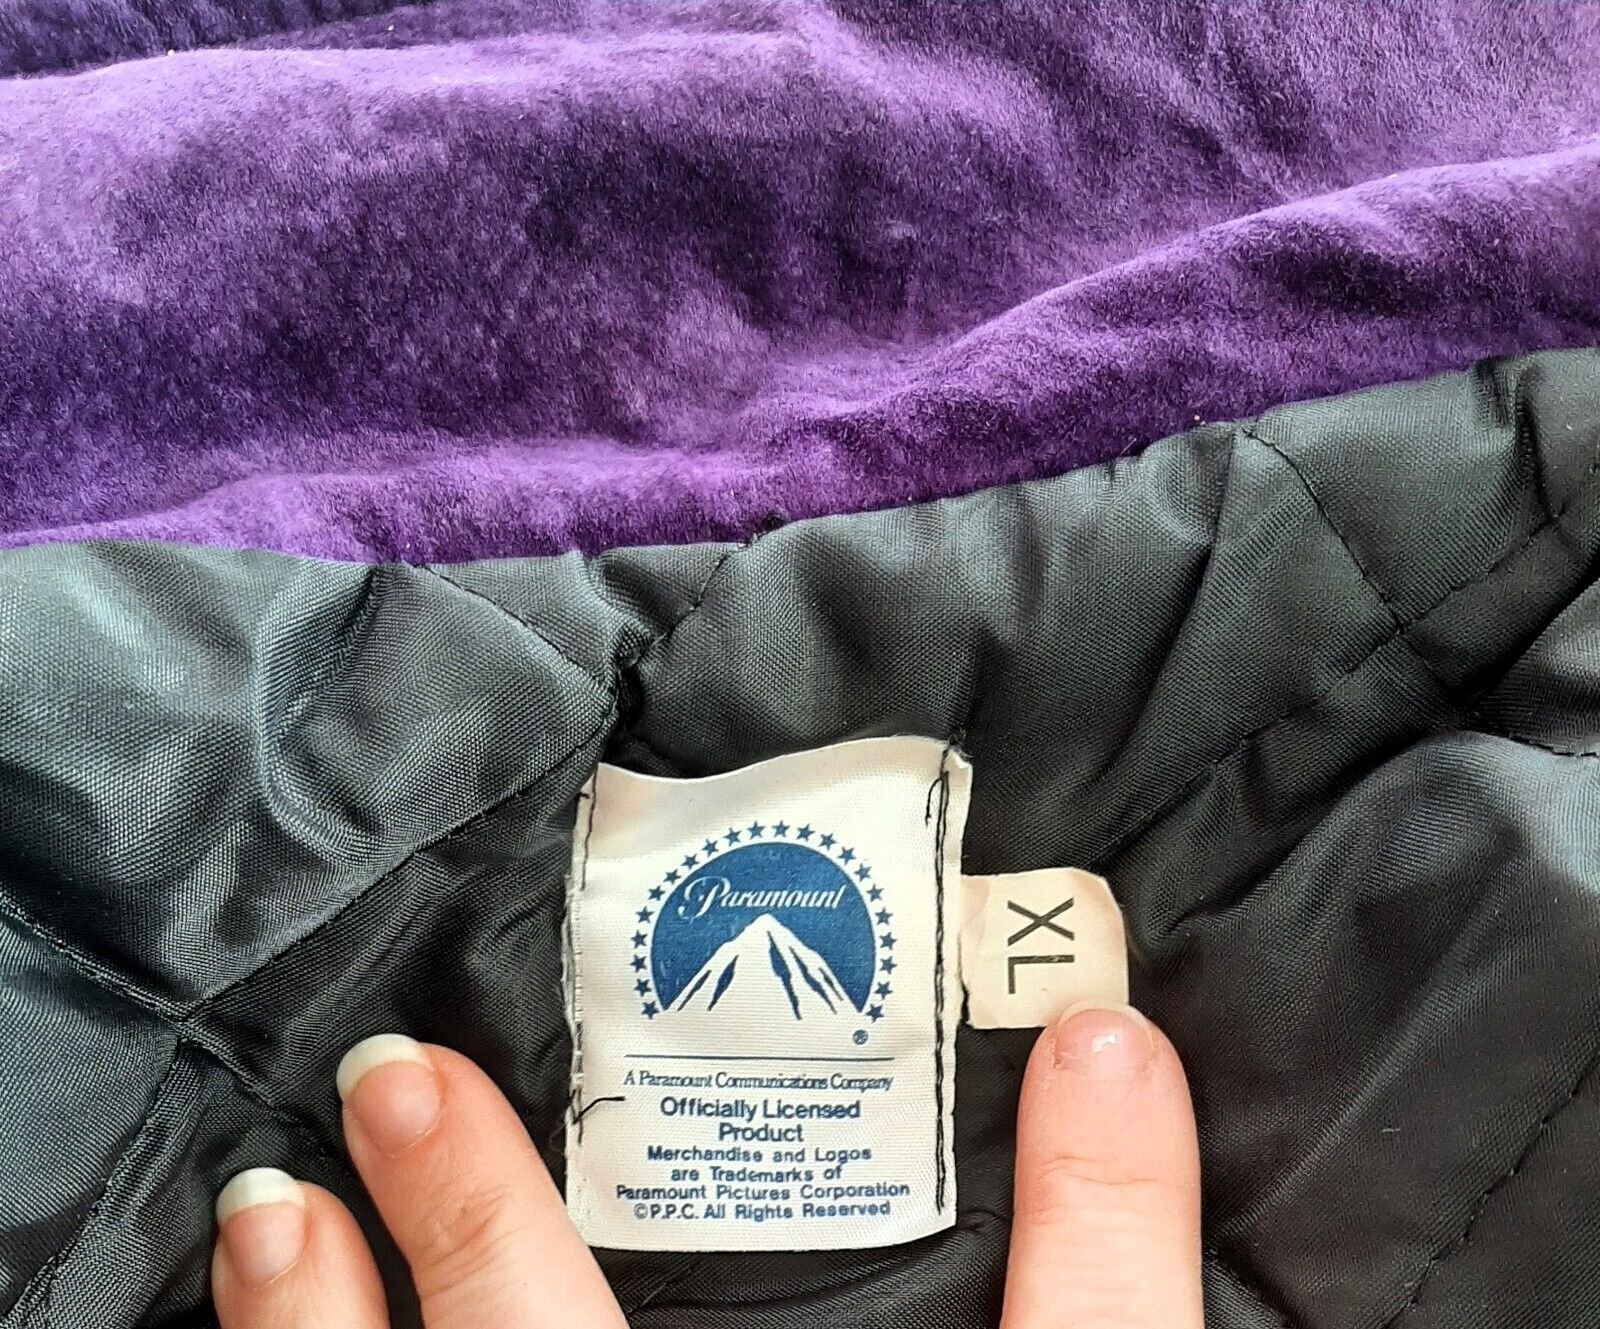 Paramount
®
XL
A Paramount Communications Company
Officially Licensed
Product
Merchandise and Logos
are Trademarks of
Paramount Pictures Corporation
©P.P.C. All Rights Reserved